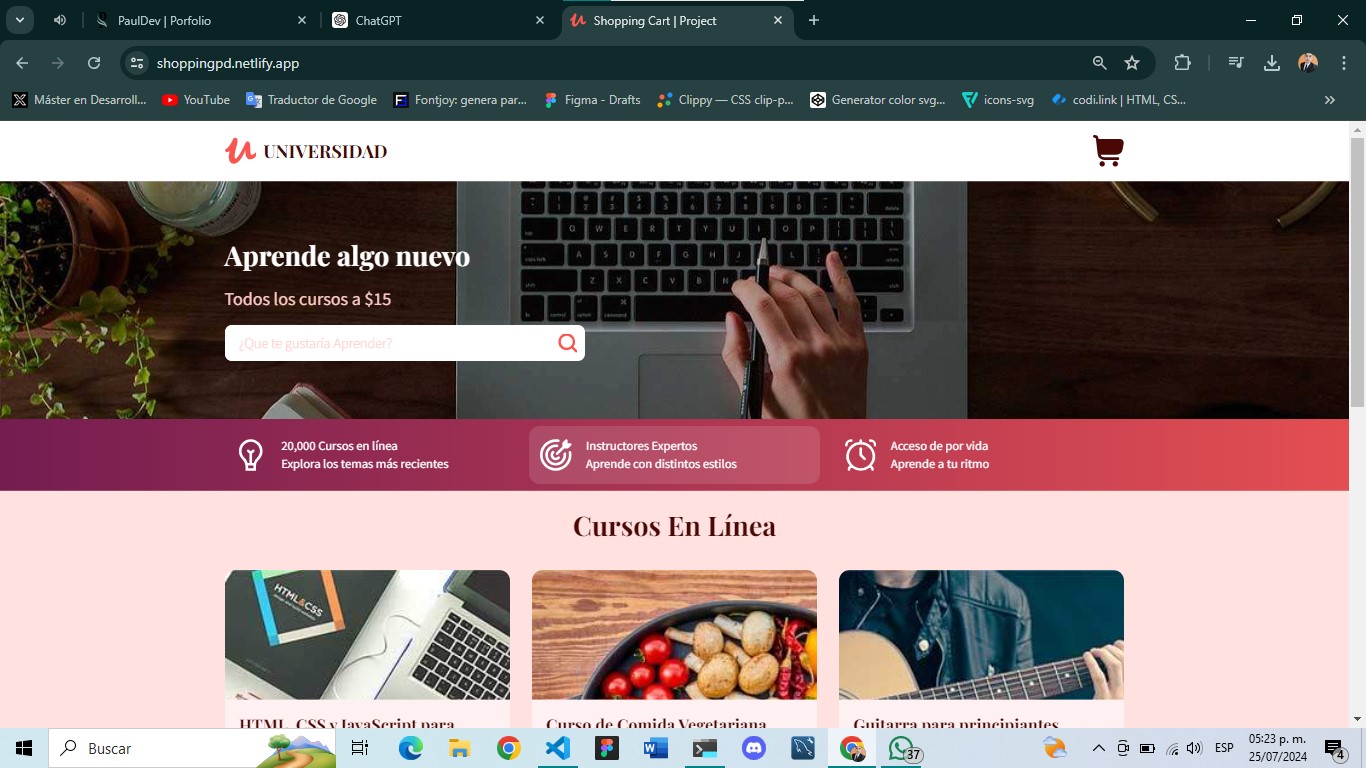 PaulDev | Porfolio
ChatGPT
Shopping Cart | Project
shoppingpd.netlify.app
Máster en Desarroll...
YouTube
Traductor de Google
Fontjoy: genera par...
Figma - Drafts
Clippy — CSS clip-p...
Generator color svg...
icons-svg
codi.link | HTML, CS...
UNIVERSIDAD
Aprende algo nuevo
Todos los cursos a $15
¿Que te gustaría Aprender?
20,000 Cursos en línea
Explora los temas más recientes
Instructores Expertos
Aprende con distintos estilos
Acceso de por vida
Aprende a tu ritmo
Cursos En Línea
HTML&CSS
HTML, CSS y JavaScript para
Curso de Comida Vegetariana
Guitarra para principiantes
Buscar
37
ESP
05:23 p. m.
25/07/2024
4